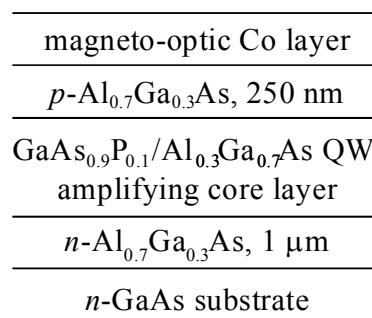 magneto-optic Co layer
p-Al₀.₇Ga₀.₃As, 250 nm
GaAs₀.₉P₀.₁/Al₀.₃Ga₀.₇As QW
amplifying core layer
n-Al₀.₇Ga₀.₃As, 1 μm
n-GaAs substrate